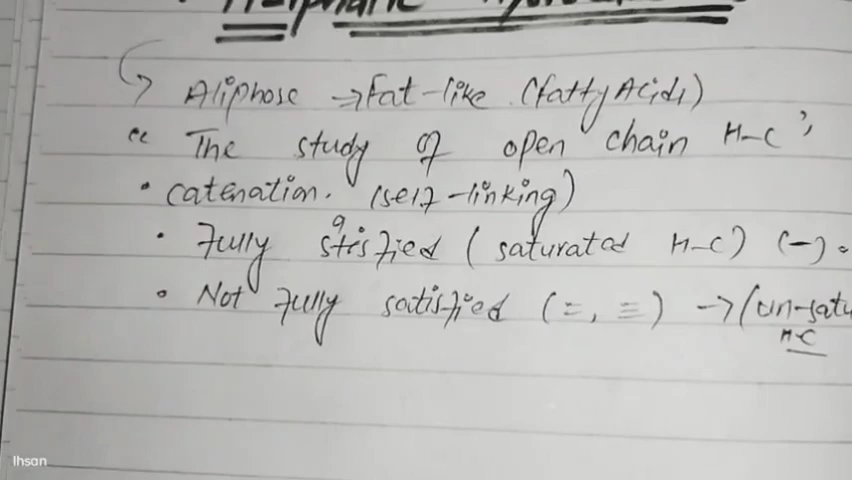 Aliphose → Fat-like (fatty Acids)
“ The study of open chain H-C ”
• catenation. (self-linking)
• Fully satisfied (saturated H-C) (-).
• Not Fully satisfied (=, ≡) → (un-satu
H-C
Ihsan